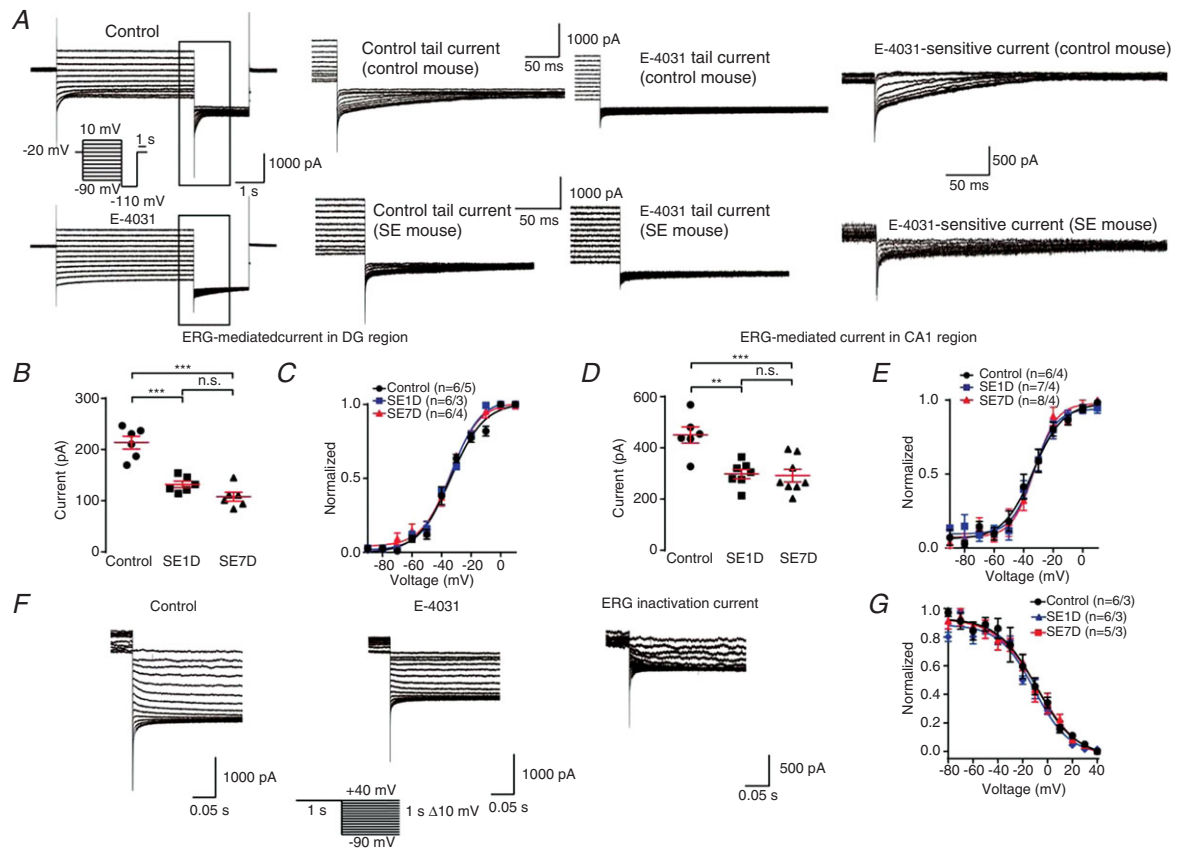 A
Control
10 mV
1 s
-20 mV
-90 mV
-110 mV
1000 pA
1 s
E-4031
Control tail current
(control mouse)
1000 pA
50 ms
E-4031 tail current
(control mouse)
E-4031-sensitive current (control mouse)
500 pA
50 ms
Control tail current
(SE mouse)
1000 pA
50 ms
E-4031 tail current
(SE mouse)
E-4031-sensitive current (SE mouse)
ERG-mediatedcurrent in DG region
ERG-mediated current in CA1 region
B
***
n.s.
***
300
200
100
0
Current (pA)
Control SE1D SE7D
C
Control (n=6/5)
SE1D (n=6/3)
SE7D (n=6/4)
1.0
0.5
0.0
Normalized
-80 -60 -40 -20 0
Voltage (mV)
D
***
n.s.
**
600
400
200
0
Current (pA)
Control SE1D SE7D
E
Control (n=6/4)
SE1D (n=7/4)
SE7D (n=8/4)
1.0
0.5
0.0
Normalized
-80 -60 -40 -20 0
Voltage (mV)
F
Control
1000 pA
0.05 s
E-4031
1000 pA
0.05 s
+40 mV
1 s
1 s Δ10 mV
-90 mV
ERG inactivation current
500 pA
0.05 s
G
Control (n=6/3)
SE1D (n=6/3)
SE7D (n=5/3)
1.0
0.8
0.6
0.4
0.2
0.0
Normalized
-80 -60 -40 -20 0 20 40
Voltage (mV)